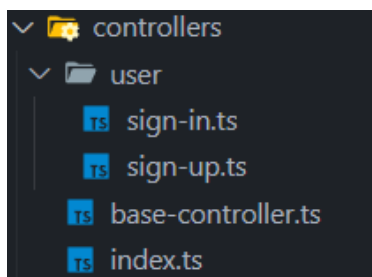 controllers
user
TS sign-in.ts
TS sign-up.ts
TS base-controller.ts
TS index.ts